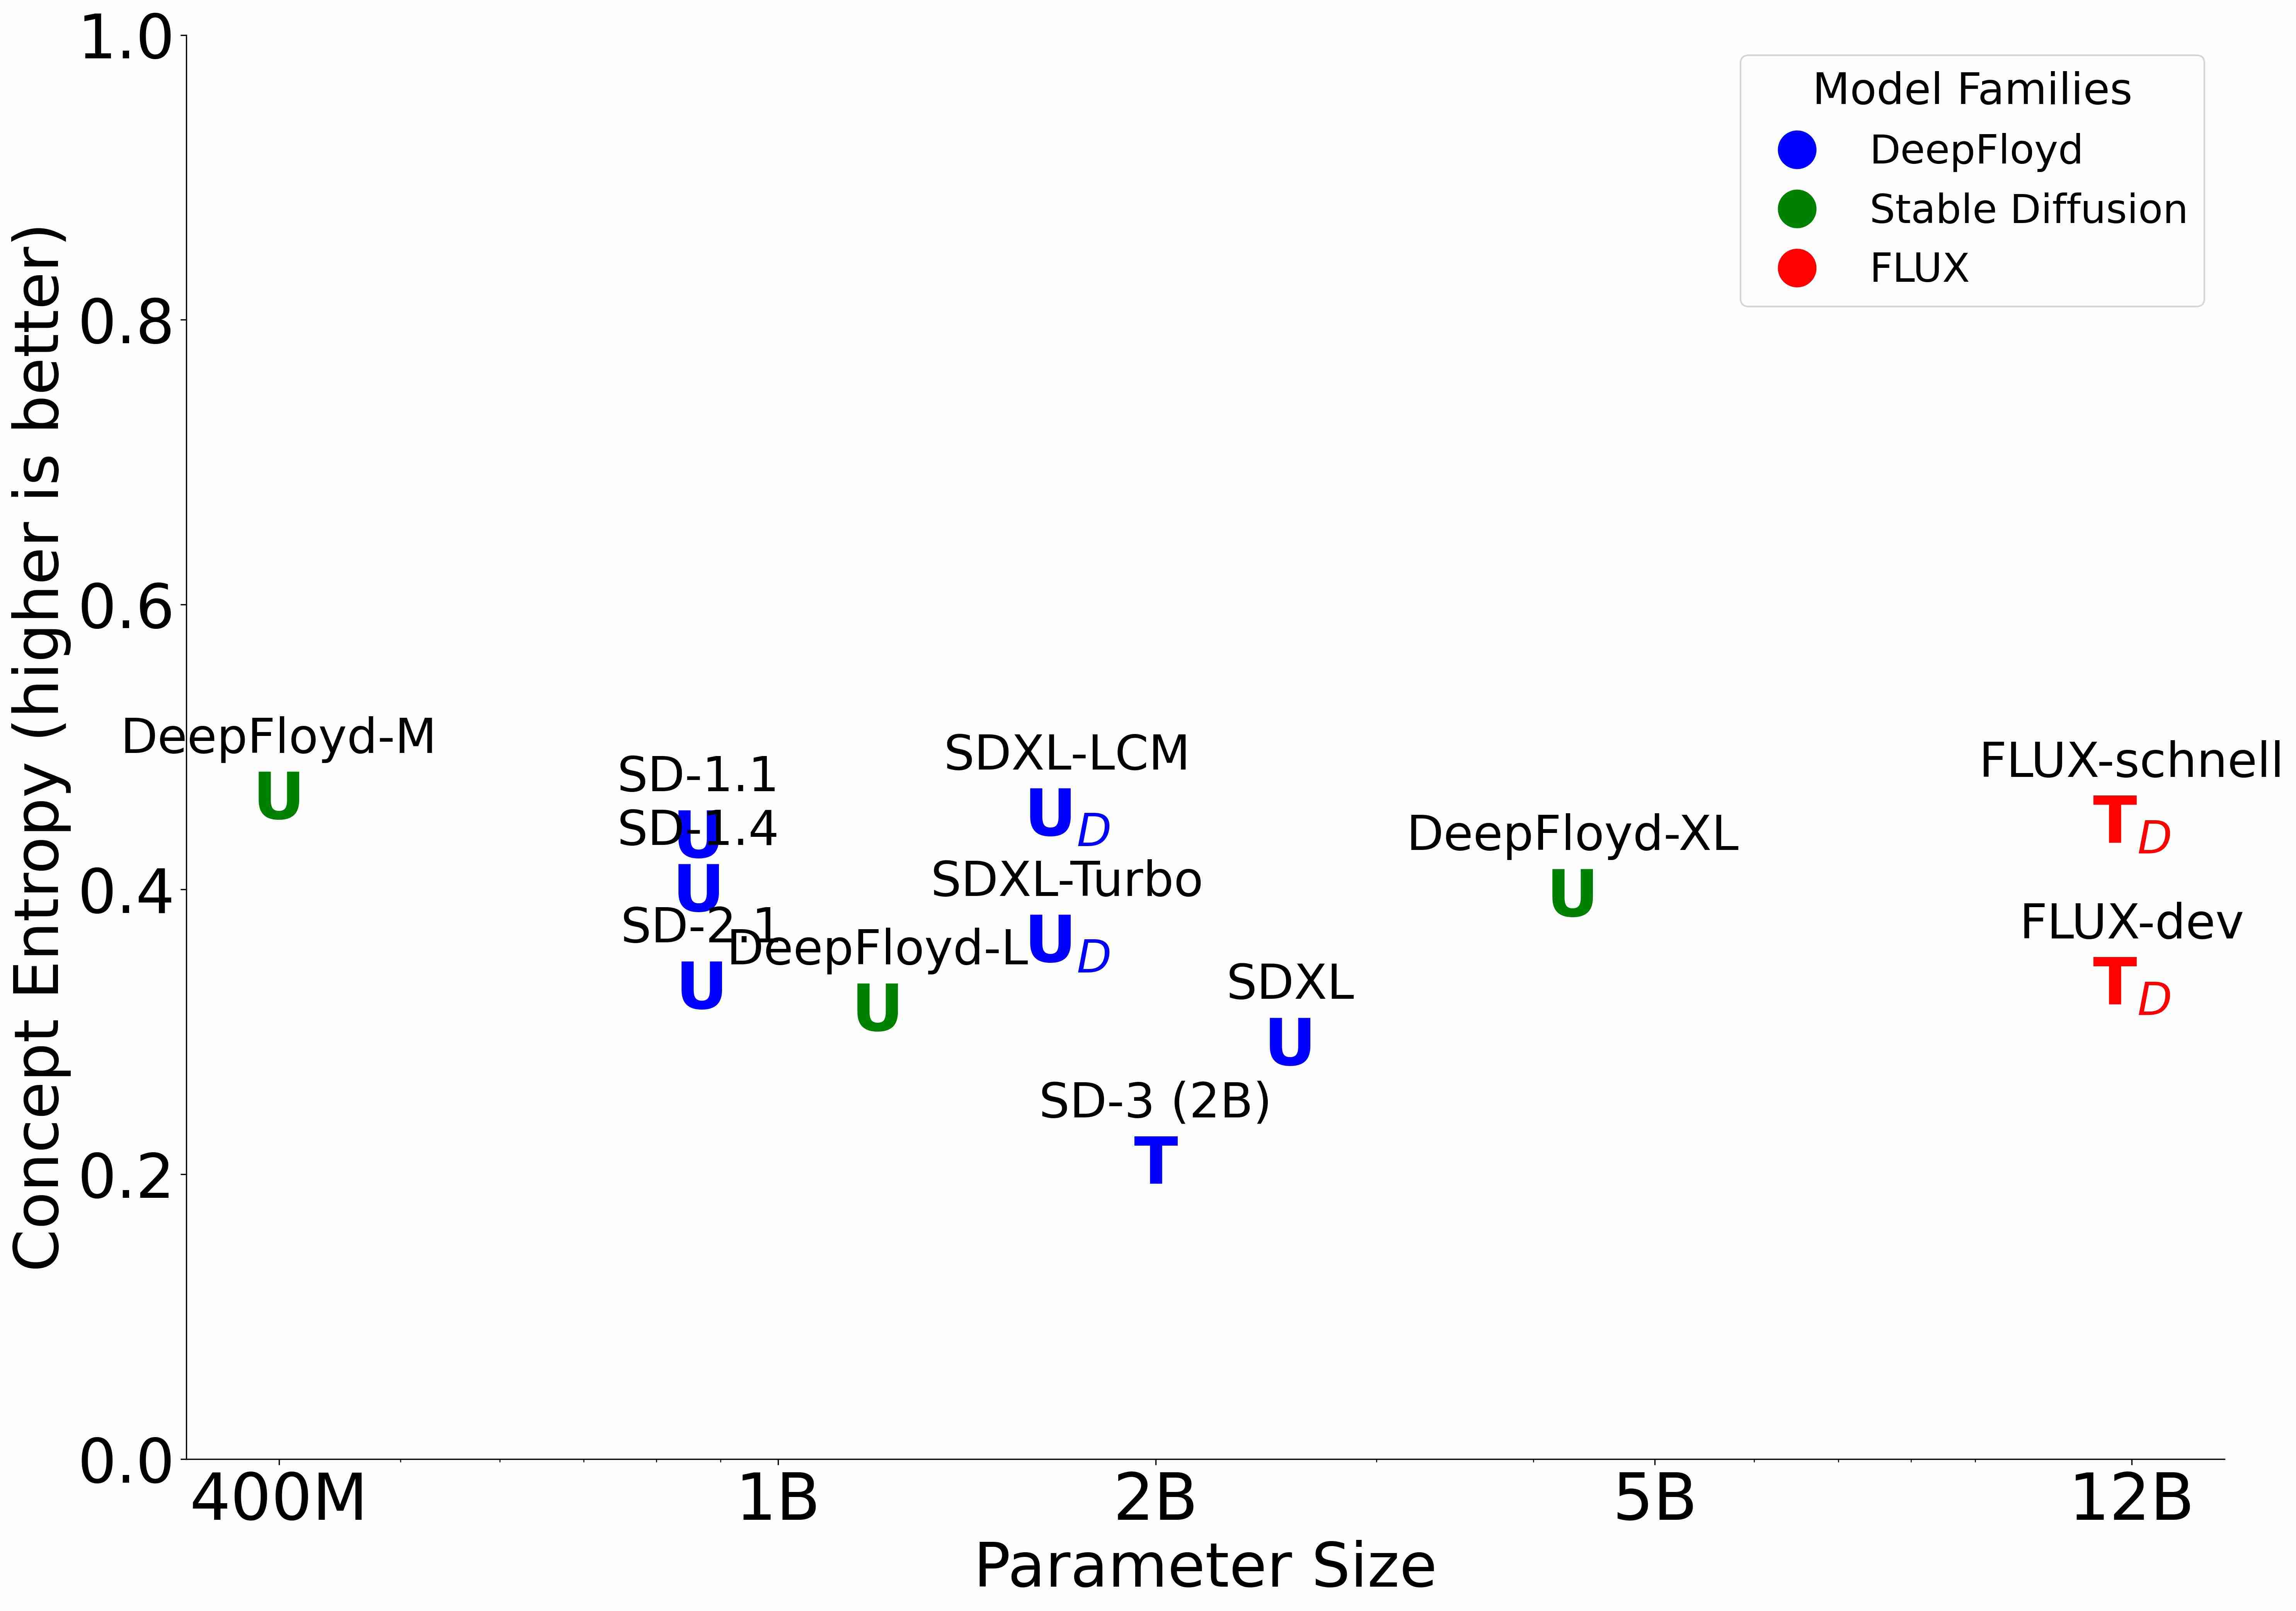 1.0
0.8
0.6
0.4
0.2
0.0
Concept Entropy (higher is better)
Model Families
DeepFloyd
Stable Diffusion
FLUX
DeepFloyd-M
U
SD-1.1
U
SD-1.4
U
SD-2.1
U
DeepFloyd-L
U
SDXL-LCM
U D
SDXL-Turbo
U D
SDXL
U
SD-3 (2B)
T
DeepFloyd-XL
U
FLUX-schnell
T D
FLUX-dev
T D
400M
1B
2B
5B
12B
Parameter Size